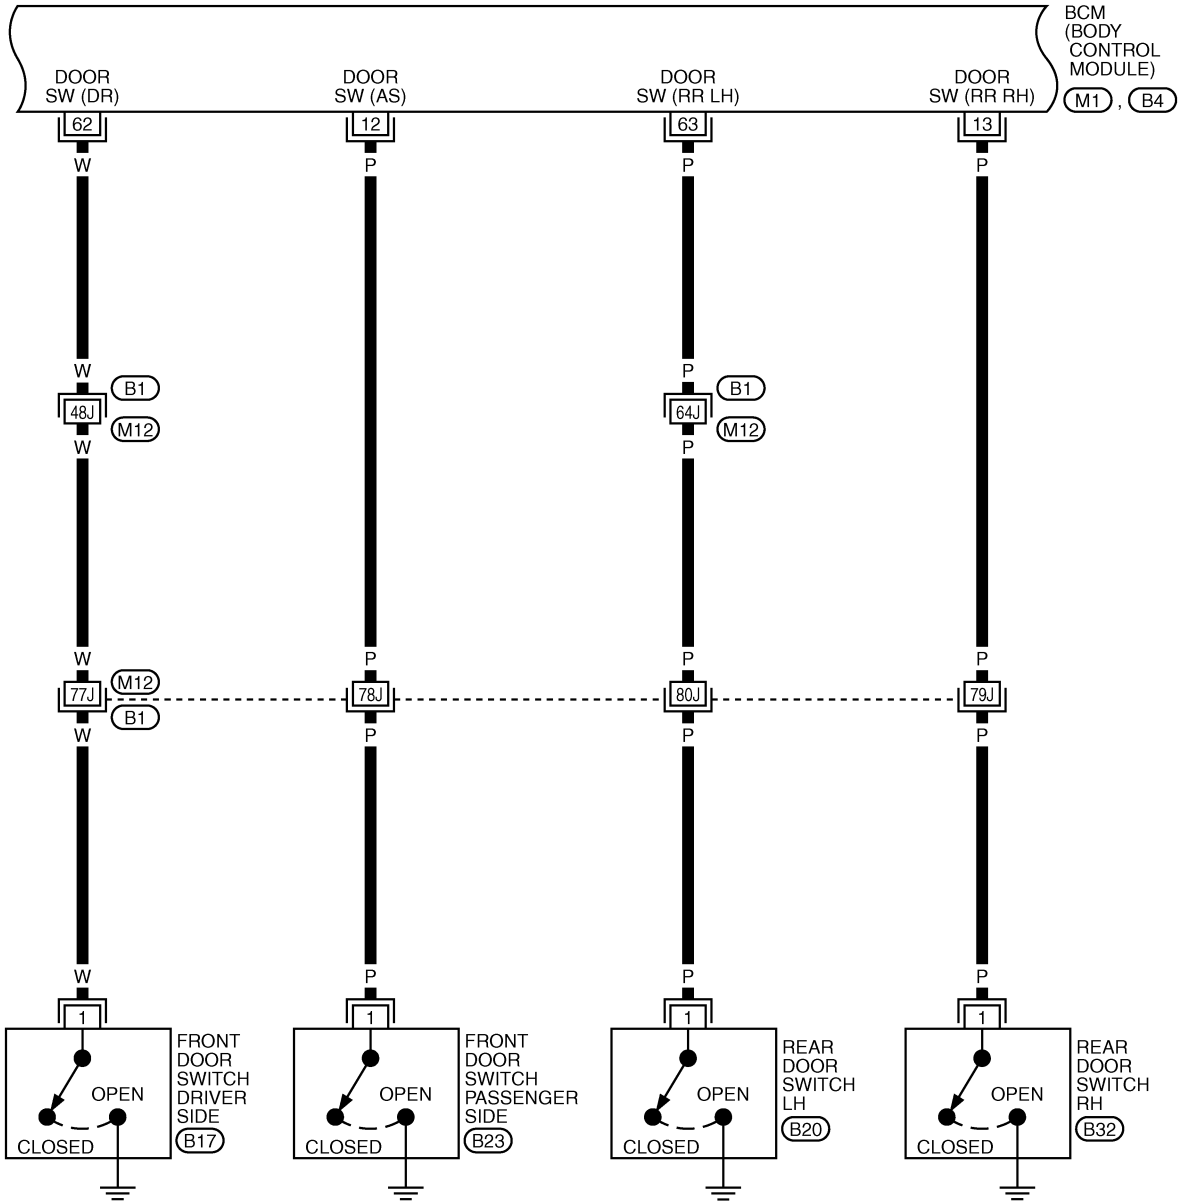 BCM
(BODY
CONTROL
MODULE)
M1 , B4
DOOR
SW (DR)
DOOR
SW (AS)
DOOR
SW (RR LH)
DOOR
SW (RR RH)
62
12
63
13
W
P
P
P
W
P
48J
B1
M12
64J
B1
M12
W
P
W
P
P
P
77J
M12
B1
78J
80J
79J
W
P
P
P
W
P
P
P
1
1
1
1
FRONT
DOOR
SWITCH
DRIVER
SIDE
B17
OPEN
CLOSED
FRONT
DOOR
SWITCH
PASSENGER
SIDE
B23
OPEN
CLOSED
REAR
DOOR
SWITCH
LH
B20
OPEN
CLOSED
REAR
DOOR
SWITCH
RH
B32
OPEN
CLOSED